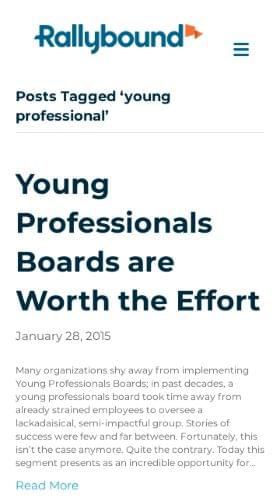 Rallybound
Posts Tagged ‘young
professional’
Young
Professionals
Boards are
Worth the Effort
January 28, 2015
Many organizations shy away from implementing
Young Professionals Boards; in past decades, a
young professionals board took time away from
already strained employees to oversee a
lackadaisical, semi-impactful group. Stories of
success were few and far between. Fortunately, this
isn’t the case anymore. Quite the contrary. Today this
segment presents as an incredible opportunity for...
Read More